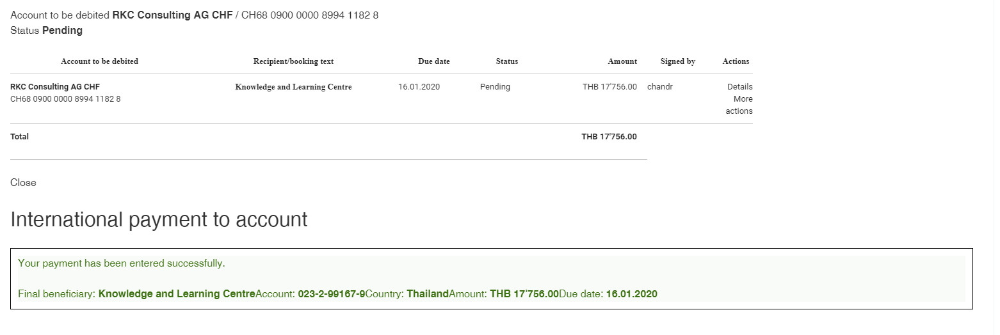 Account to be debited RKC Consulting AG CHF / CH68 0900 0000 8994 1182 8
Status Pending
Account to be debited Recipient/booking text Due date Status Amount Signed by Actions
RKC Consulting AG CHF Knowledge and Learning Centre 16.01.2020 Pending THB 17'756.00 chandr Details
CH68 0900 0000 8994 1182 8 More
actions
Total THB 17'756.00
Close
International payment to account
Your payment has been entered successfully.
Final beneficiary: Knowledge and Learning CentreAccount: 023-2-99167-9Country: ThailandAmount: THB 17'756.00Due date: 16.01.2020